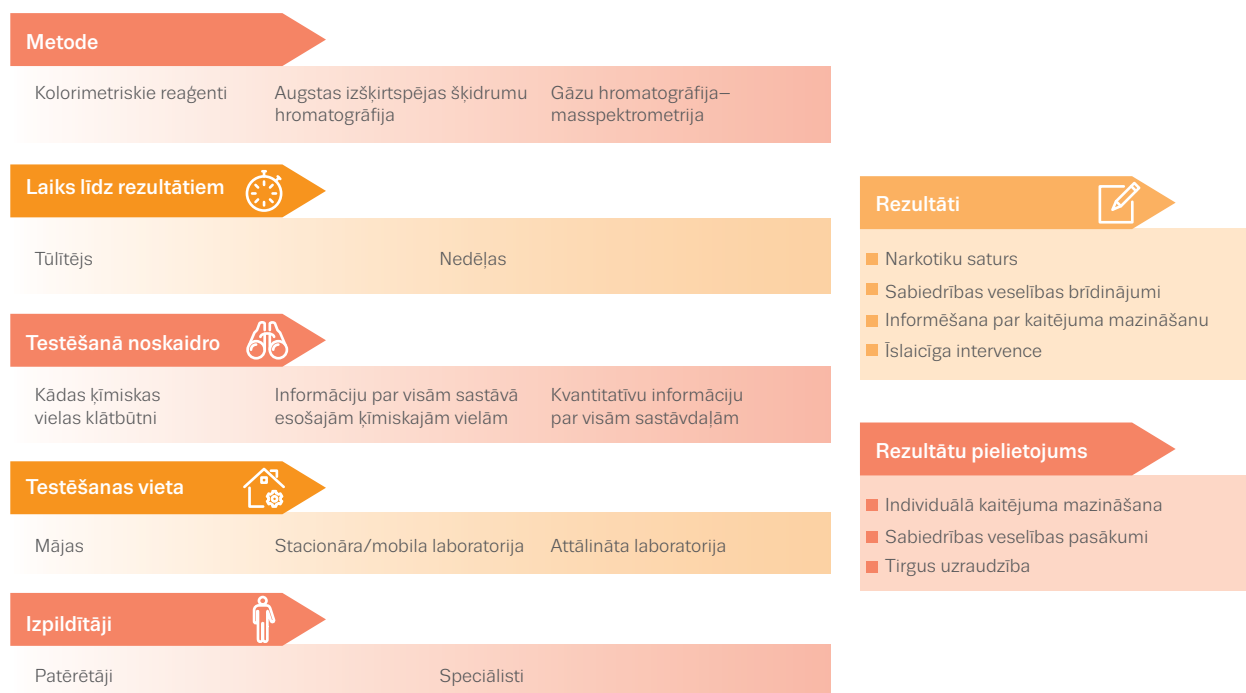 Metode
Kolorimetriskie reaģenti
Augstas izšķirtspējas šķidrumu
hromatogrāfija
Gāzu hromatogrāfija–
masspektrometrija
Laiks līdz rezultātiem
Tūlītējs
Nedēļas
Testēšanā noskaidro
Kādas ķīmiskas
vielas klātbūtni
Informāciju par visām sastāvā
esošajām ķīmiskajām vielām
Kvantitatīvu informāciju
par visām sastāvdaļām
Testēšanas vieta
Mājas
Stacionāra/mobila laboratorija
Attālināta laboratorija
Izpildītāji
Patērētāji
Speciālisti
Rezultāti
Narkotiku saturs
Sabiedrības veselības brīdinājumi
Informēšana par kaitējuma mazināšanu
Īslaicīga intervence
Rezultātu pielietojums
Individuālā kaitējuma mazināšana
Sabiedrības veselības pasākumi
Tirgus uzraudzība